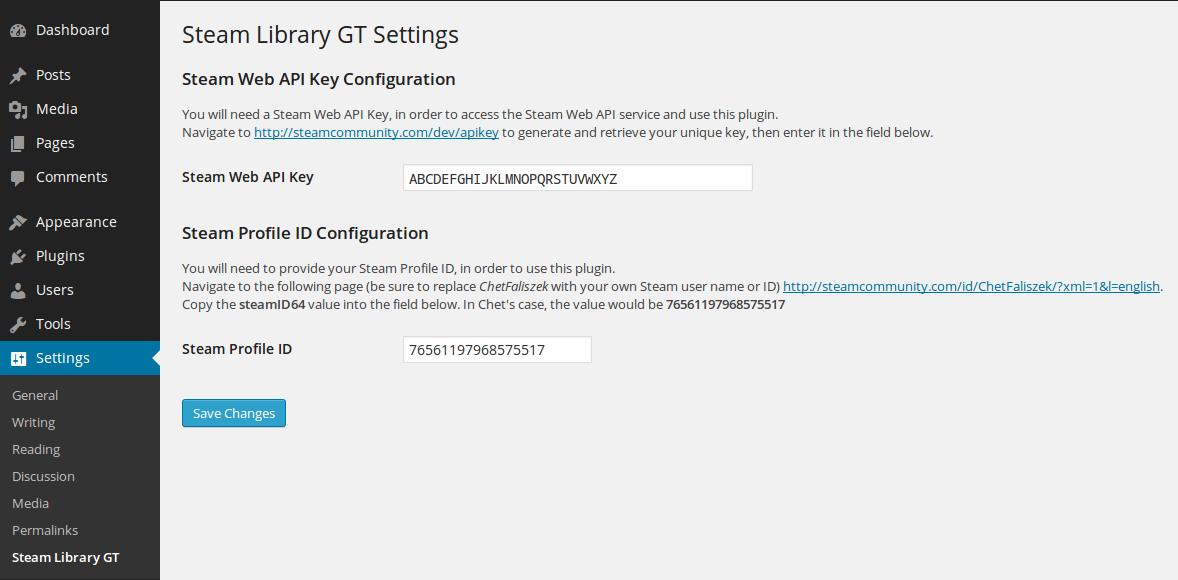 Dashboard
Posts
Media
Pages
Comments
Appearance
Plugins
Users
Tools
Settings
General
Writing
Reading
Discussion
Media
Permalinks
Steam Library GT
Steam Library GT Settings
Steam Web API Key Configuration
You will need a Steam Web API Key, in order to access the Steam Web API service and use this plugin.
Navigate to http://steamcommunity.com/dev/apikey to generate and retrieve your unique key, then enter it in the field below.
Steam Web API Key ABCDEFGHIJKLMNOPQRSTUVWXYZ
Steam Profile ID Configuration
You will need to provide your Steam Profile ID, in order to use this plugin.
Navigate to the following page (be sure to replace ChetFaliszek with your own Steam user name or ID) http://steamcommunity.com/id/ChetFaliszek/?xml=1&l=english.
Copy the steamID64 value into the field below. In Chet's case, the value would be 76561197968575517
Steam Profile ID 76561197968575517
Save Changes